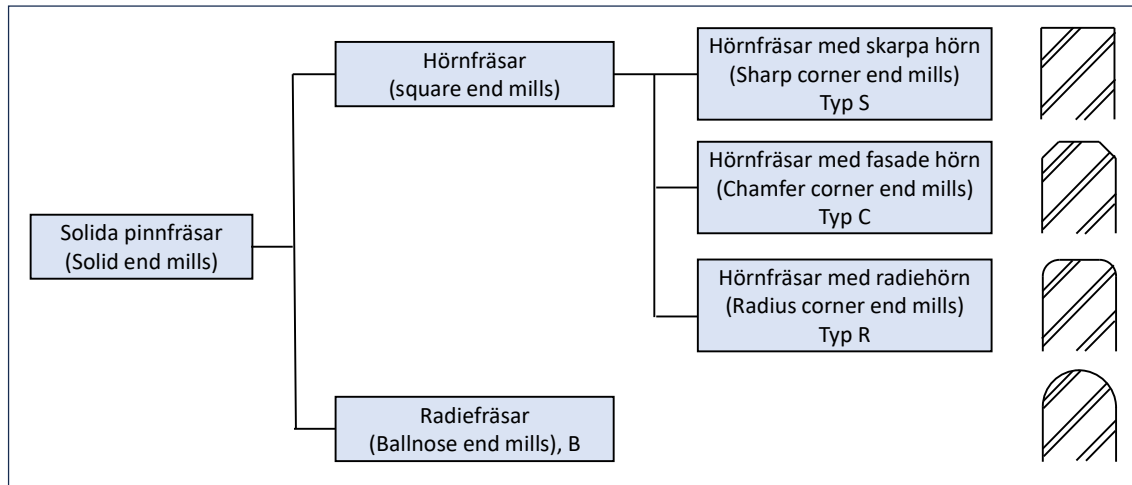 Solida pinnfräsar
(Solid end mills)
Hörnfräsar
(square end mills)
Hörnfräsar med skarpa hörn
(Sharp corner end mills)
Typ S
Hörnfräsar med fasade hörn
(Chamfer corner end mills)
Typ C
Hörnfräsar med radiehörn
(Radius corner end mills)
Typ R
Radiefräsar
(Ballnose end mills), B